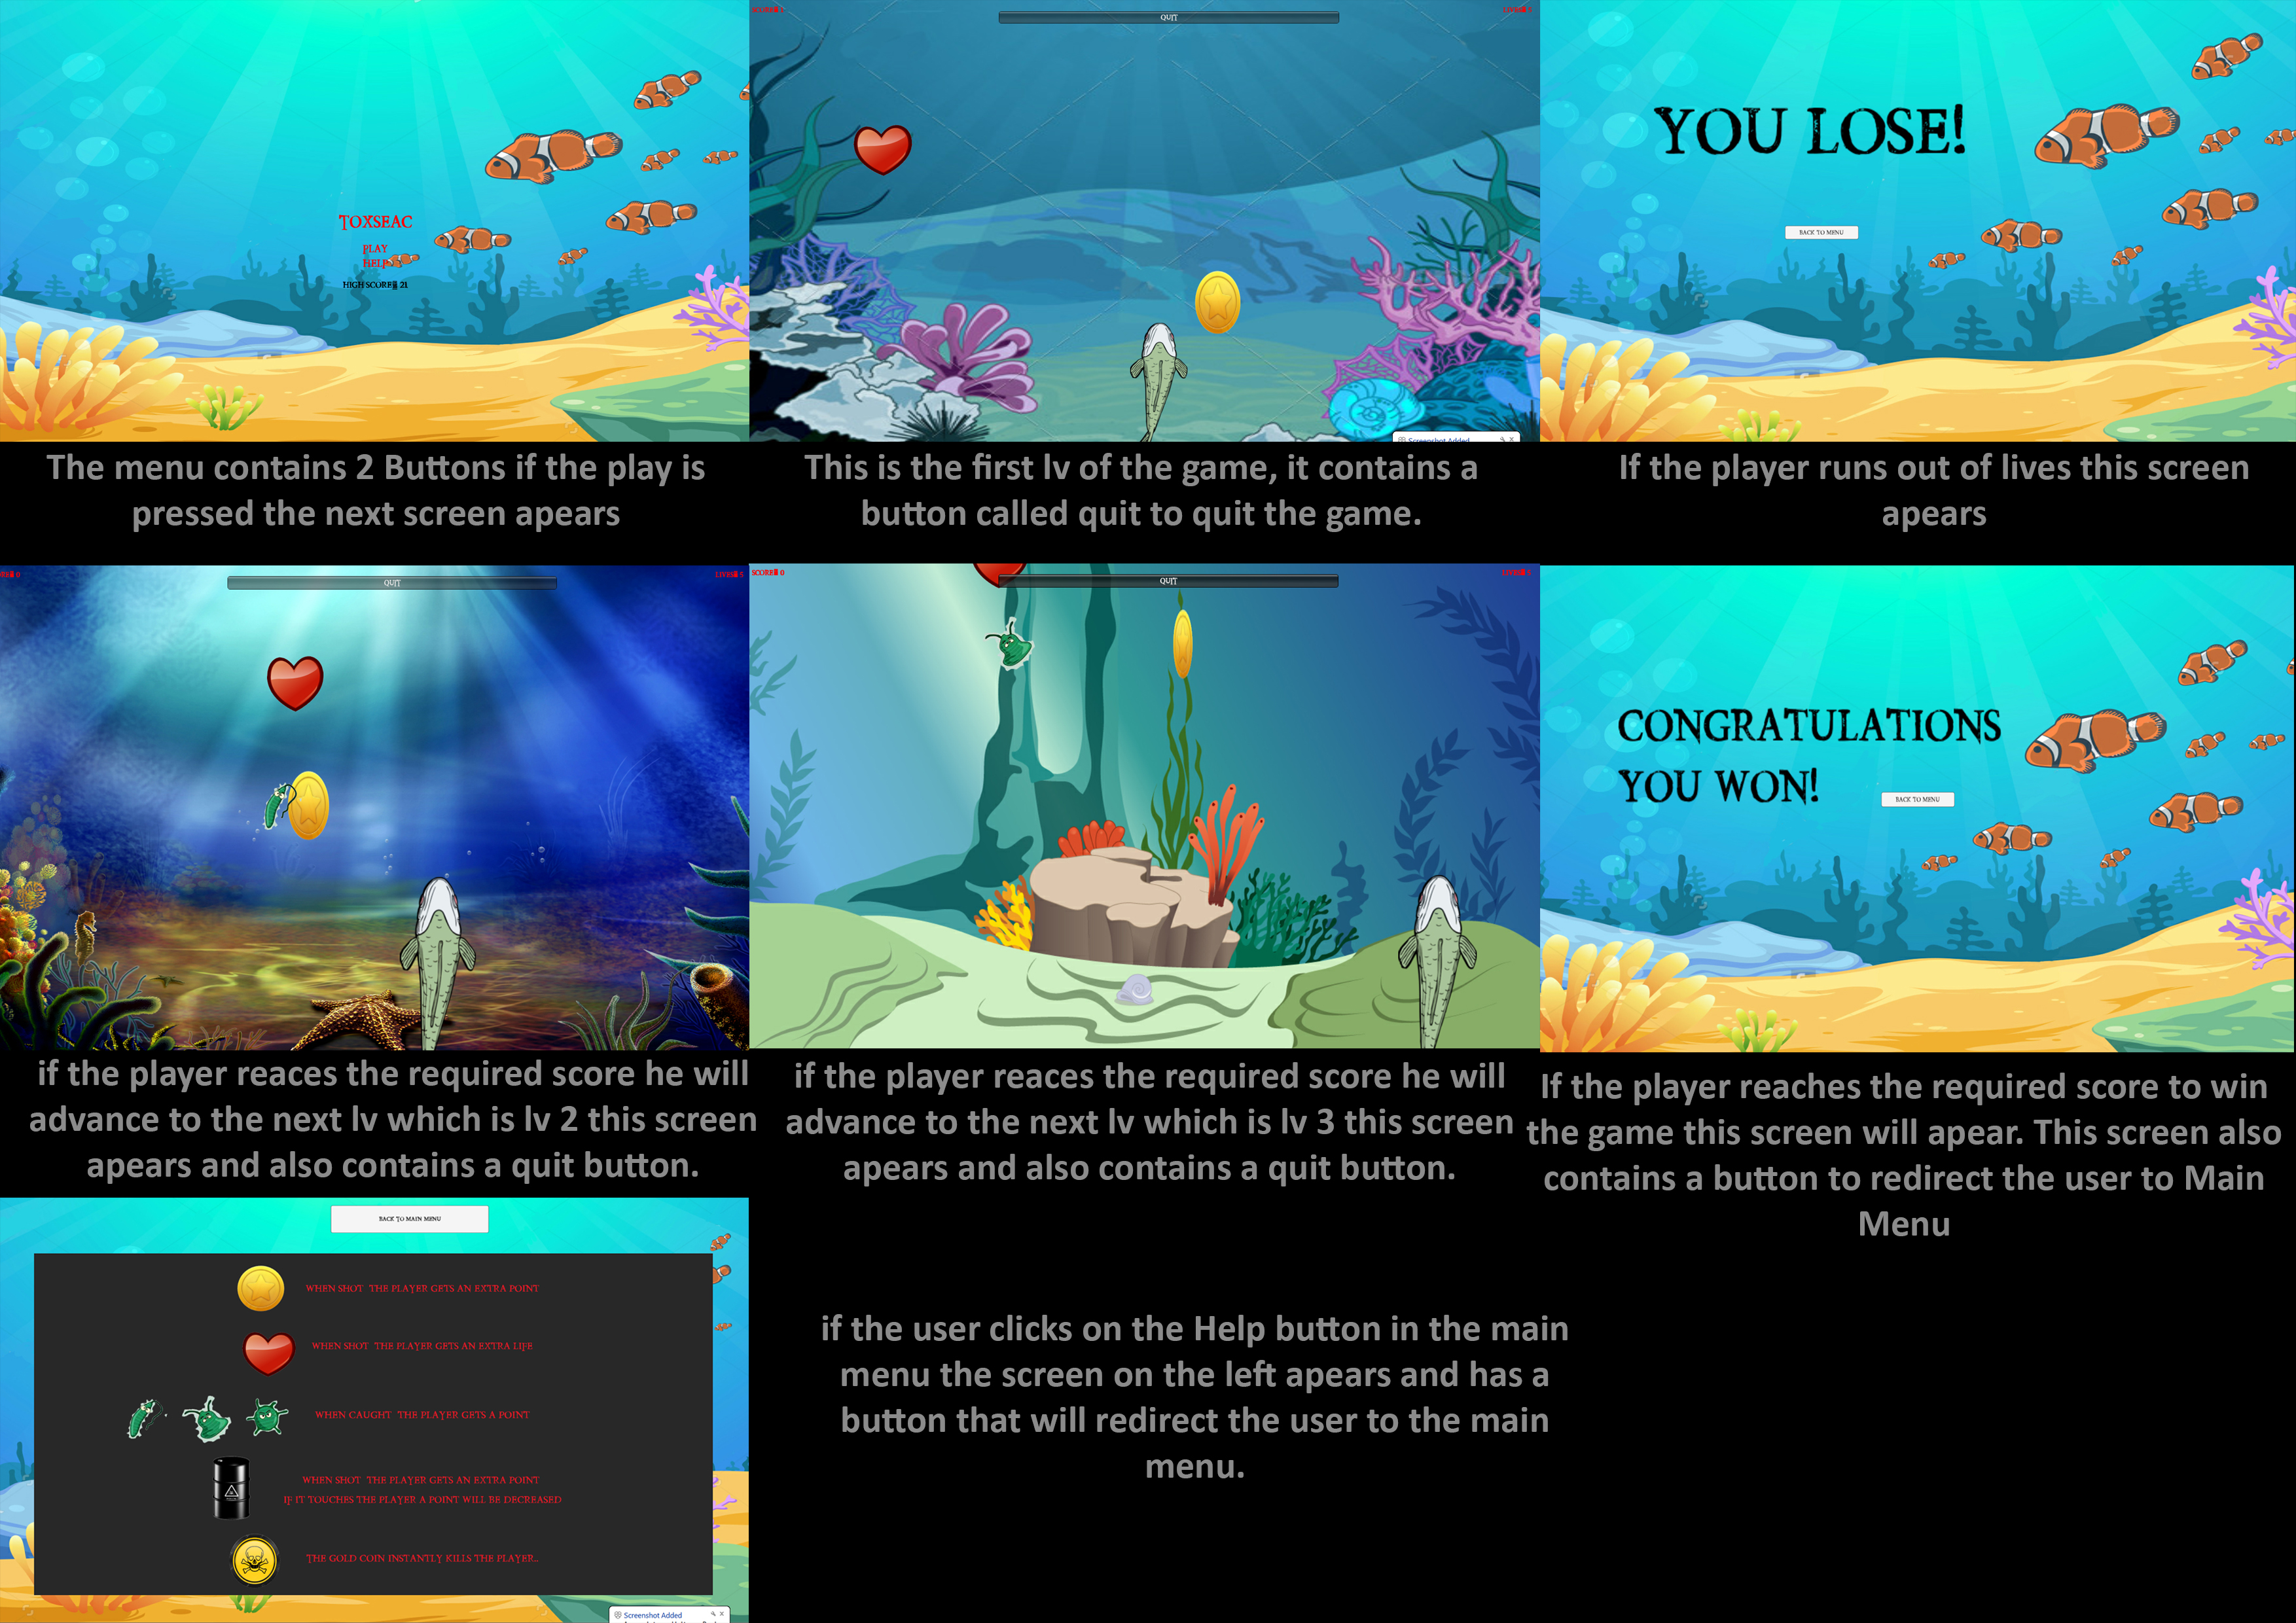 TOXSEAC
PLAY
HELP
HIGH SCORE 21
The menu contains 2 Buttons if the play is
pressed the next screen apears
QUIT
Screenshot Added
This is the first lv of the game, it contains a
button called quit to quit the game.
YOU LOSE!
BACK TO MENU
If the player runs out of lives this screen
apears
QUIT
LIVES 5
if the player reaces the required score he will
advance to the next lv which is lv 2 this screen
apears and also contains a quit button.
SCORE 0
QUIT
if the player reaces the required score he will
advance to the next lv which is lv 3 this screen
apears and also contains a quit button.
CONGRATULATIONS
YOU WON!
BACK TO MENU
If the player reaches the required score to win
the game this screen will apear. This screen also
contains a button to redirect the user to Main
Menu
BACK TO MAIN MENU
WHEN SHOT THE PLAYER GETS AN EXTRA POINT
WHEN SHOT THE PLAYER GETS AN EXTRA LIFE
WHEN CAUGHT THE PLAYER GETS A POINT
WHEN SHOT THE PLAYER GETS AN EXTRA POINT
IF IT TOUCHES THE PLAYER A POINT WILL BE DECREASED
THE GOLD COIN INSTANTLY KILLS THE PLAYER...
Screenshot Added
if the user clicks on the Help button in the main
menu the screen on the left apears and has a
button that will redirect the user to the main
menu.